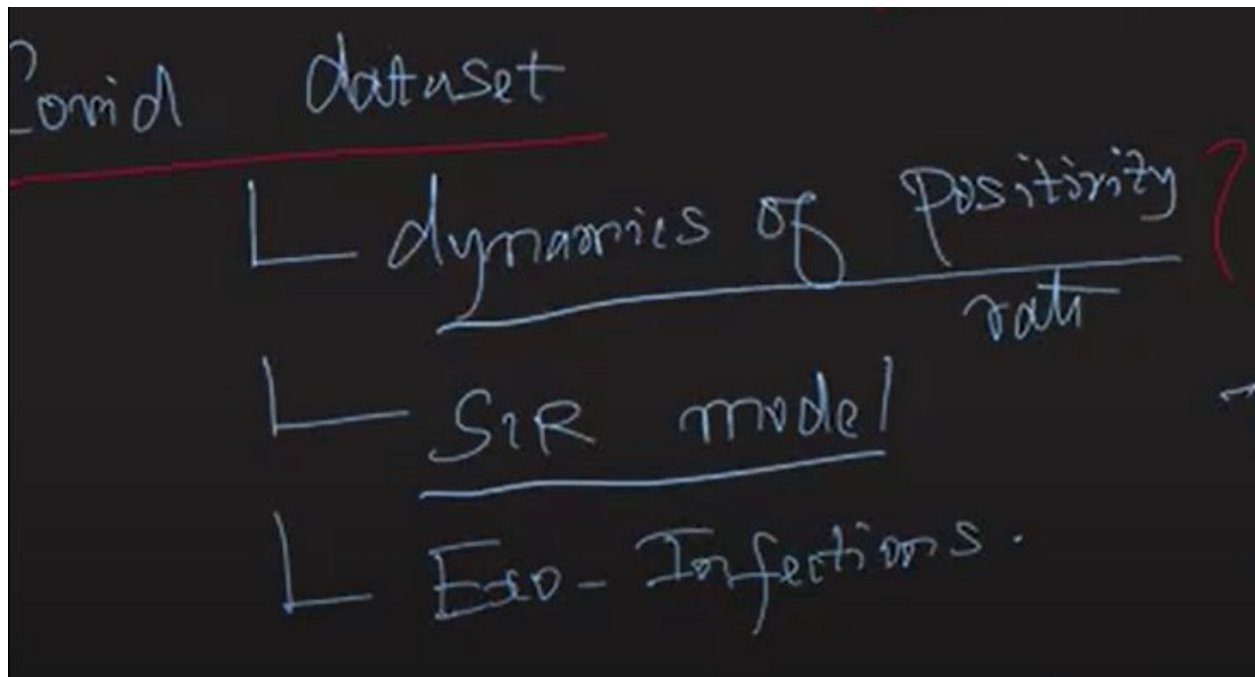 Covid dataset
dynamics of positivity
rate
SIR model
Exo-Infections.